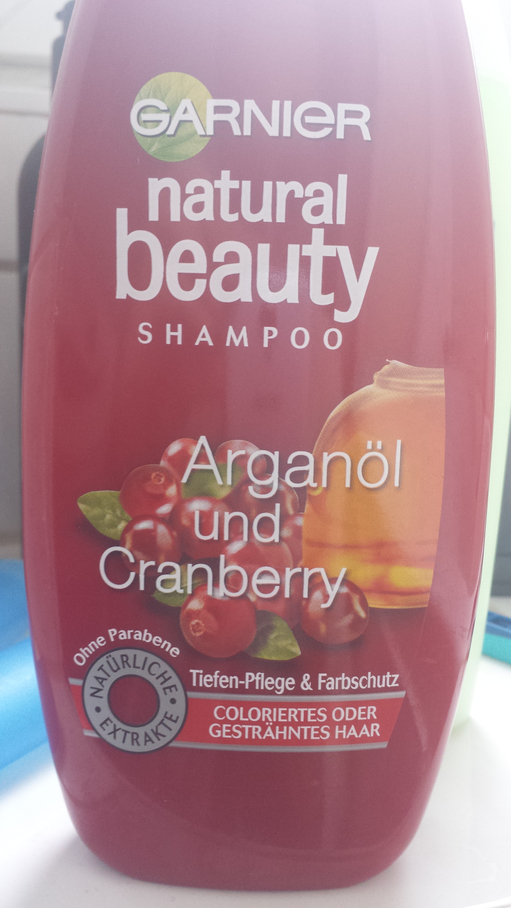 GARNIER
natural
beauty
SHAMPOO
Arganöl
und
Cranberry
Ohne Parabene
• NATÜRLICHE •
EXTRAKTE
Tiefen-Pflege & Farbschutz
COLORIERTES ODER
GESTRÄHNTES HAAR